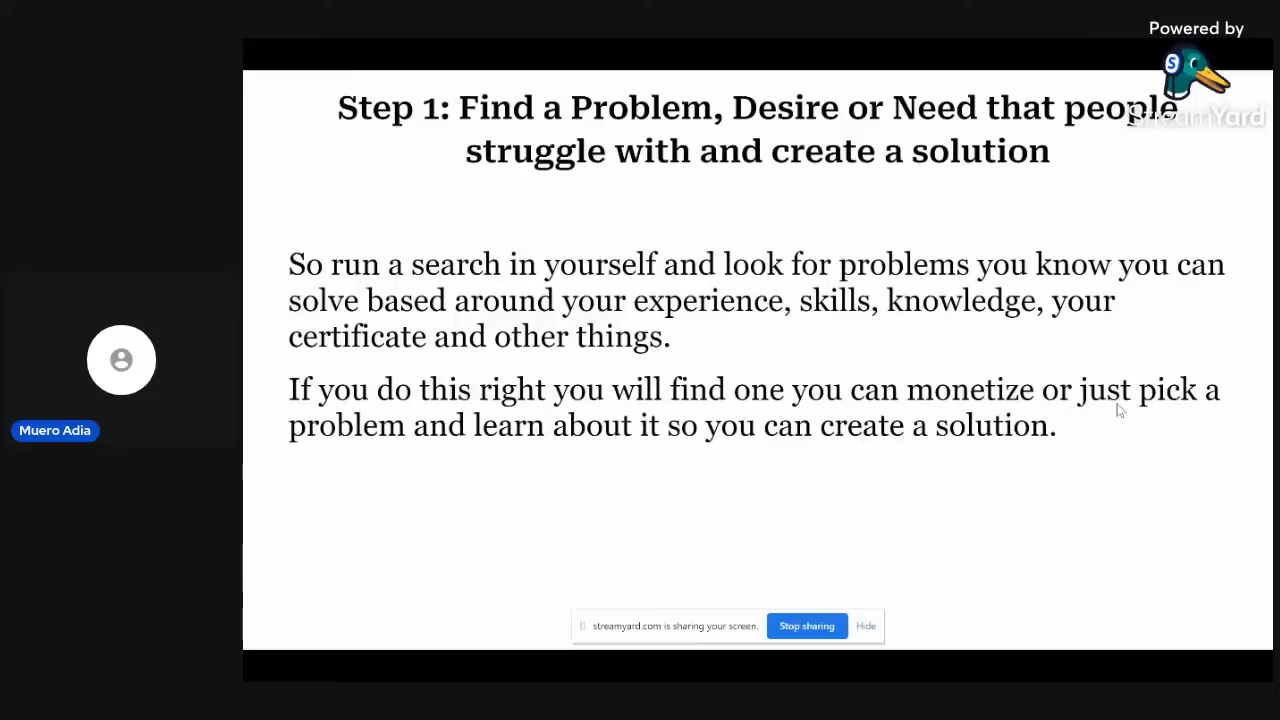 Powered by
StreamYard
Step 1: Find a Problem, Desire or Need that people
struggle with and create a solution
So run a search in yourself and look for problems you know you can
solve based around your experience, skills, knowledge, your
certificate and other things.
If you do this right you will find one you can monetize or just pick a
problem and learn about it so you can create a solution.
Muero Adia
streamyard.com is sharing your screen.
Stop sharing
Hide